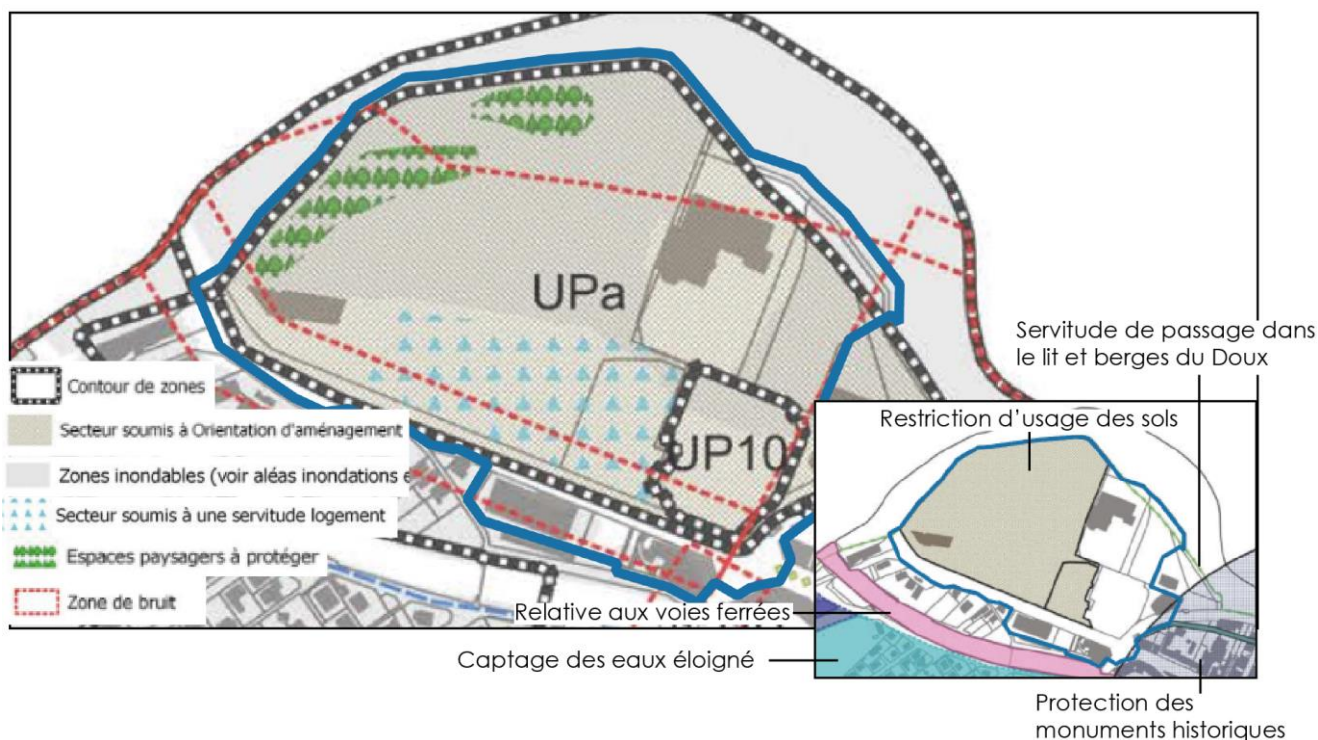 UPa
UP10
Contour de zones
Secteur soumis à Orientation d'aménagement
Zones inondables (voir aléas inondations e
Secteur soumis à une servitude logement
Espaces paysagers à protéger
Zone de bruit
Servitude de passage dans
le lit et berges du Doux
Restriction d'usage des sols
Relative aux voies ferrées
Captage des eaux éloigné
Protection des
monuments historiques